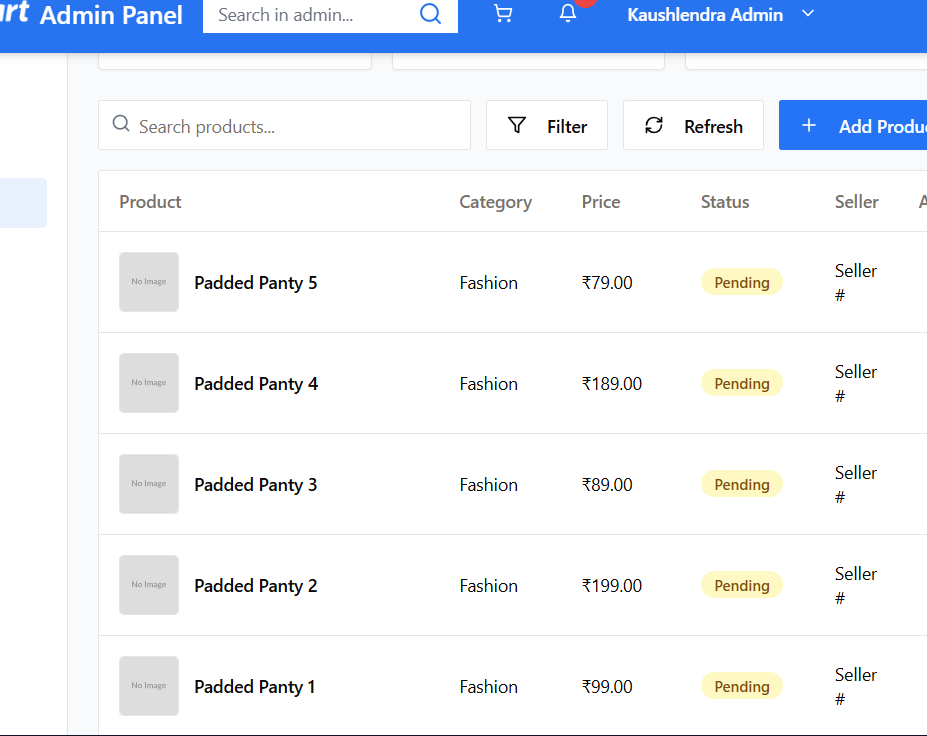 art Admin Panel
Search in admin...
Kaushlendra Admin
Search products...
Filter
Refresh
+ Add Produ
Product Category Price Status Seller A
No Image Padded Panty 5 Fashion ₹79.00 Pending Seller
#
No Image Padded Panty 4 Fashion ₹189.00 Pending Seller
#
No Image Padded Panty 3 Fashion ₹89.00 Pending Seller
#
No Image Padded Panty 2 Fashion ₹199.00 Pending Seller
#
No Image Padded Panty 1 Fashion ₹99.00 Pending Seller
#